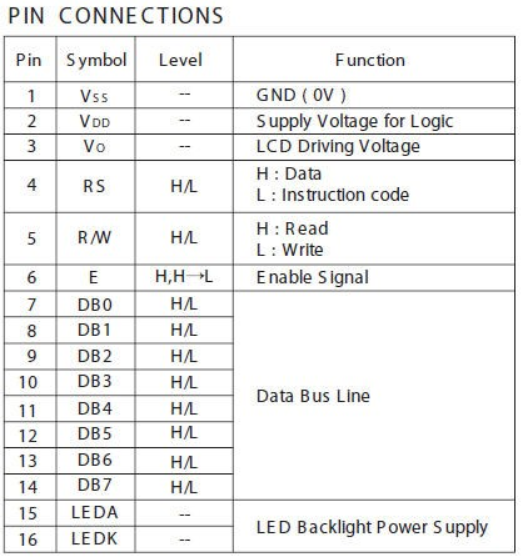 PIN CONNECTIONS
Pin Symbol Level Function
1 Vss -- GND ( 0V )
2 VDD -- Supply Voltage for Logic
3 Vo -- LCD Driving Voltage
4 RS H/L H : Data
L : Instruction code
5 R/W H/L H : Read
L : Write
6 E H,H→L Enable Signal
7 DB0 H/L Data Bus Line
8 DB1 H/L
9 DB2 H/L
10 DB3 H/L
11 DB4 H/L
12 DB5 H/L
13 DB6 H/L
14 DB7 H/L
15 LEDA -- LED Backlight Power Supply
16 LEDK --